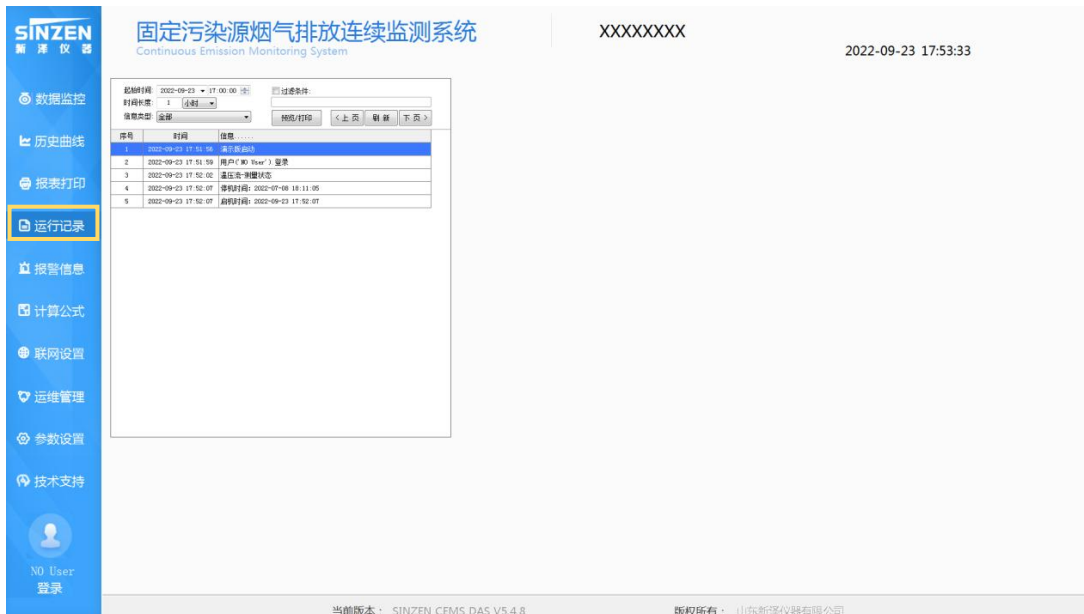 SINZEN
新泽仪器
固定污染源烟气排放连续监测系统
Continuous Emission Monitoring System
XXXXXXXX
2022-09-23 17:53:33
数据监控
历史曲线
报表打印
运行记录
报警信息
计算公式
联网设置
运维管理
参数设置
技术支持
NO User
登录
起始时间: 2022-09-23 17:00:00 过滤条件:
时间长度: 1 小时
信息类型: 全部 预览/打印 <上页 刷新 下页>
序号 时间 信息......
1 2022-09-23 17:51:58 演示版启动
2 2022-09-23 17:51:59 用户('NO User') 登录
3 2022-09-23 17:52:02 温压流-测量状态
4 2022-09-23 17:52:07 停机时间: 2022-07-08 18:11:05
5 2022-09-23 17:52:07 启机时间: 2022-09-23 17:52:07
当前版本: SINZEN CEMS DAS V5.4.8 版权所有: 山东新泽仪器有限公司